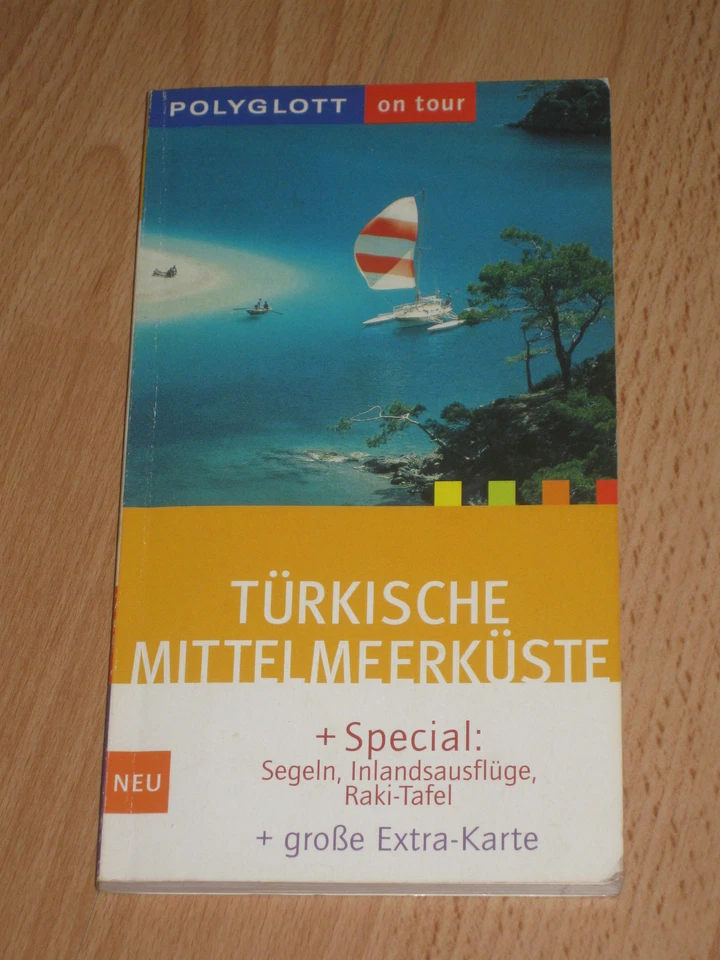 POLYGLOTT on tour
TÜRKISCHE
MITTELMEERKÜSTE
+ Special:
Segeln, Inlandsausflüge,
Raki-Tafel
NEU
+ große Extra-Karte